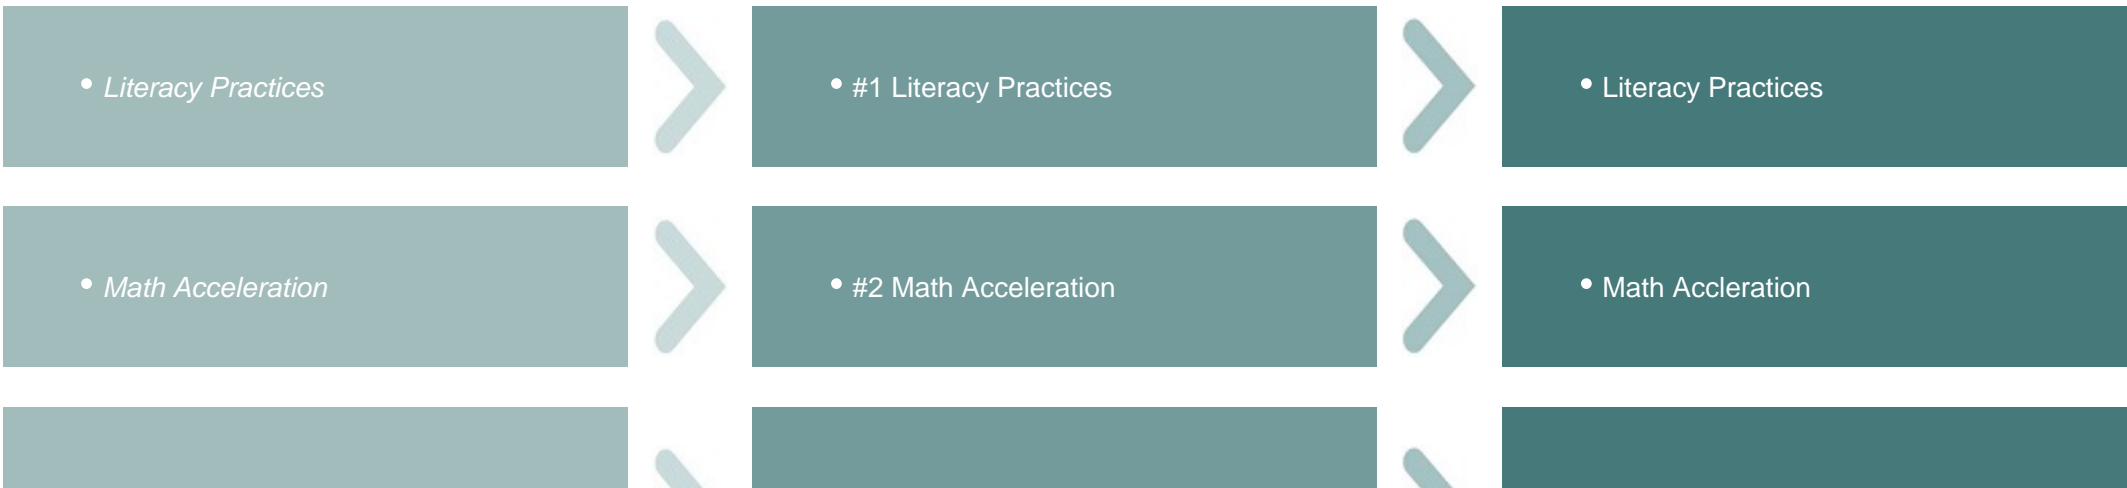 • Literacy Practices
• #1 Literacy Practices
• Literacy Practices
• Math Acceleration
• #2 Math Acceleration
• Math Accleration